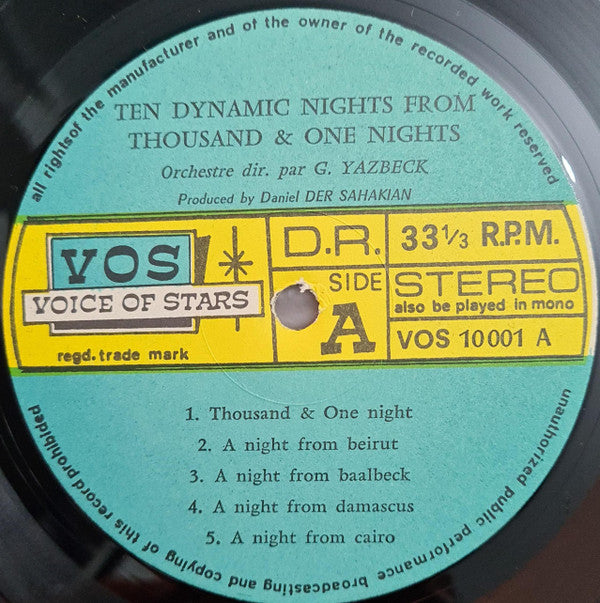 all rights of the manufacturer and of the owner of the recorded work reserved
TEN DYNAMIC NIGHTS FROM
THOUSAND & ONE NIGHTS
Orchestre dir. par G. YAZBECK
Produced by Daniel DER SAHAKIAN
VOS
VOICE OF STARS
regd. trade mark
D.R.
33 1/3 R.P.M.
SIDE
A
STEREO
also be played in mono
VOS 10001 A
1. Thousand & One night
2. A night from beirut
3. A night from baalbeck
4. A night from damascus
5. A night from cairo
unauthorized public performance broadcasting and copying of this record prohibited